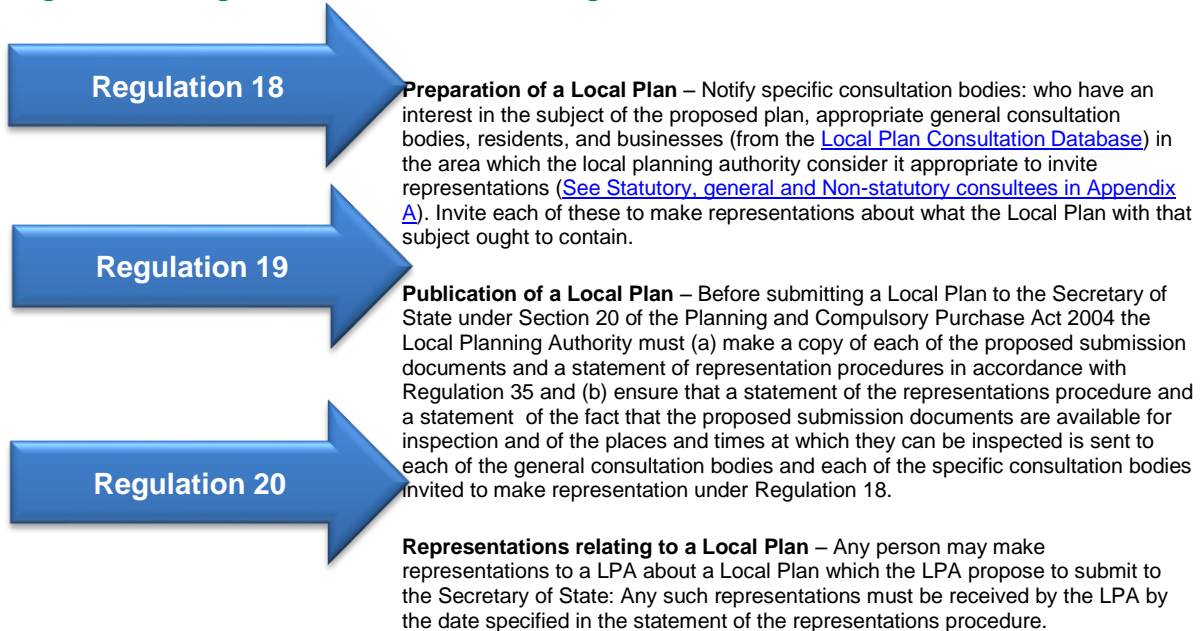 Regulation 18
Preparation of a Local Plan – Notify specific consultation bodies: who have an
interest in the subject of the proposed plan, appropriate general consultation
bodies, residents, and businesses (from the Local Plan Consultation Database) in
the area which the local planning authority consider it appropriate to invite
representations (See Statutory, general and Non-statutory consultees in Appendix
A). Invite each of these to make representations about what the Local Plan with that
subject ought to contain.
Regulation 19
Publication of a Local Plan – Before submitting a Local Plan to the Secretary of
State under Section 20 of the Planning and Compulsory Purchase Act 2004 the
Local Planning Authority must (a) make a copy of each of the proposed submission
documents and a statement of representation procedures in accordance with
Regulation 35 and (b) ensure that a statement of the representations procedure and
a statement of the fact that the proposed submission documents are available for
inspection and of the places and times at which they can be inspected is sent to
each of the general consultation bodies and each of the specific consultation bodies
invited to make representation under Regulation 18.
Regulation 20
Representations relating to a Local Plan – Any person may make
representations to a LPA about a Local Plan which the LPA propose to submit to
the Secretary of State: Any such representations must be received by the LPA by
the date specified in the statement of the representations procedure.